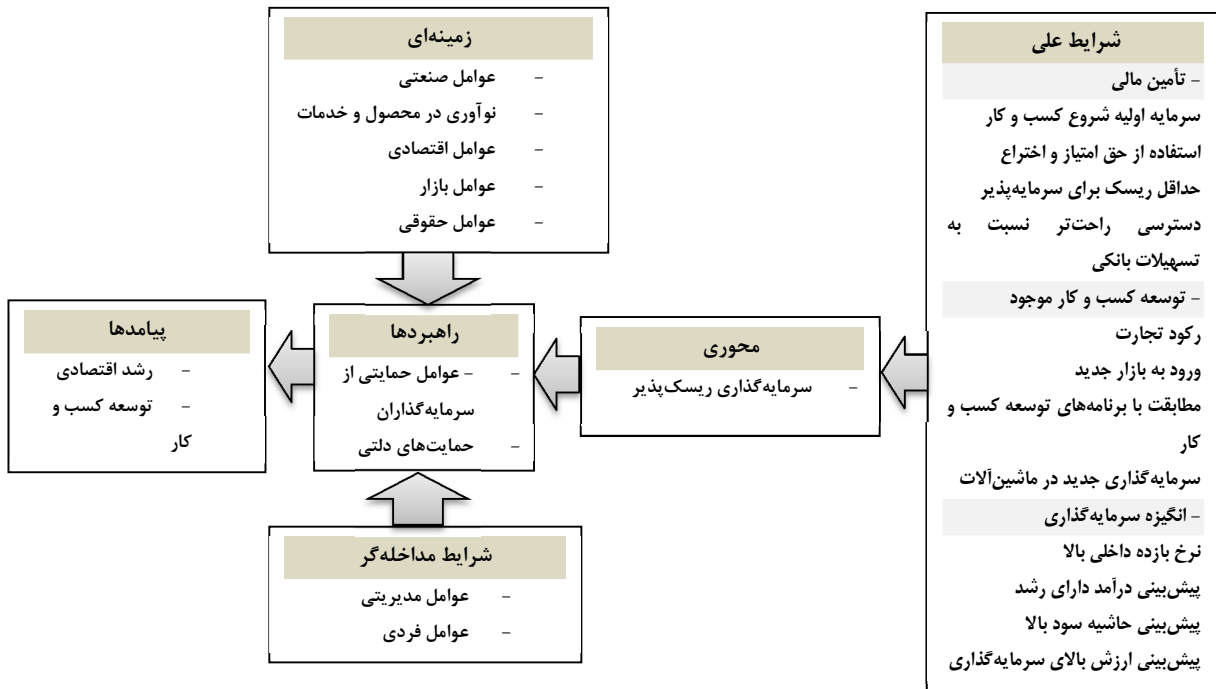 شرایط علی
- تأمین مالی
سرمایه اولیه شروع کسب و کار
استفاده از حق امتیاز و اختراع
حداقل ریسک برای سرمایه‌پذیر
دسترسی راحت‌تر نسبت به
تسهیلات بانکی
- توسعه کسب و کار موجود
رکود تجارت
ورود به بازار جدید
مطابقت با برنامه‌های توسعه کسب و
کار
سرمایه‌گذاری جدید در ماشین‌آلات
- انگیزه سرمایه‌گذاری
نرخ بازده داخلی بالا
پیش‌بینی درآمد دارای رشد
پیش‌بینی حاشیه سود بالا
پیش‌بینی ارزش بالای سرمایه‌گذاری
محوری
- سرمایه‌گذاری ریسک‌پذیر
زمینه‌ای
- عوامل صنعتی
- نوآوری در محصول و خدمات
- عوامل اقتصادی
- عوامل بازار
- عوامل حقوقی
راهبردها
- - عوامل حمایتی از
سرمایه‌گذاران
- حمایت‌های دلتی
شرایط مداخله‌گر
- عوامل مدیریتی
- عوامل فردی
پیامدها
- رشد اقتصادی
- توسعه کسب و
کار